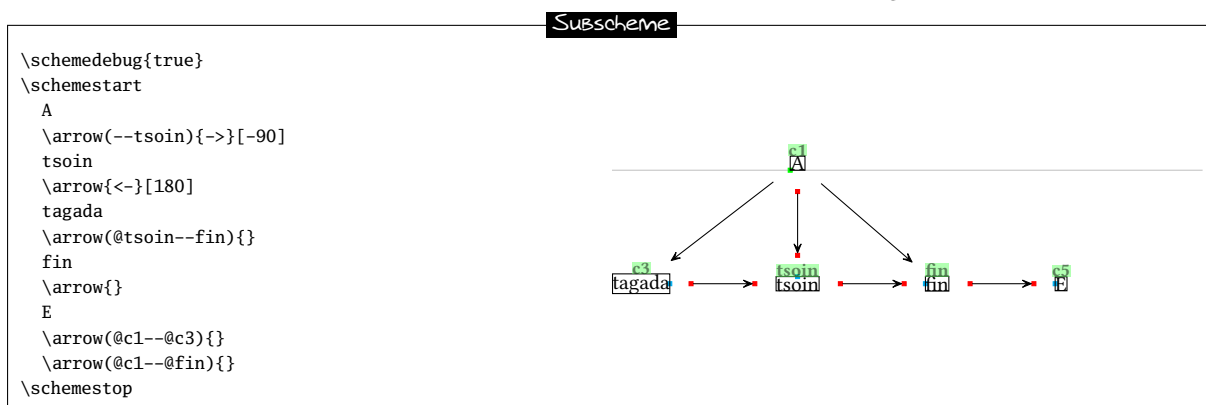 Subscheme
\schemedebug{true}
\schemestart
A
\arrow(--tsoin){->}[-90]
tsoin
\arrow{<-}[180]
tagada
\arrow(@tsoin--fin){}
fin
\arrow{}
E
\arrow(@c1--@c3){}
\arrow(@c1--@fin){}
\schemestop
c1
A
c3
tagada
tsoin
tsoin
fin
fin
c5
E